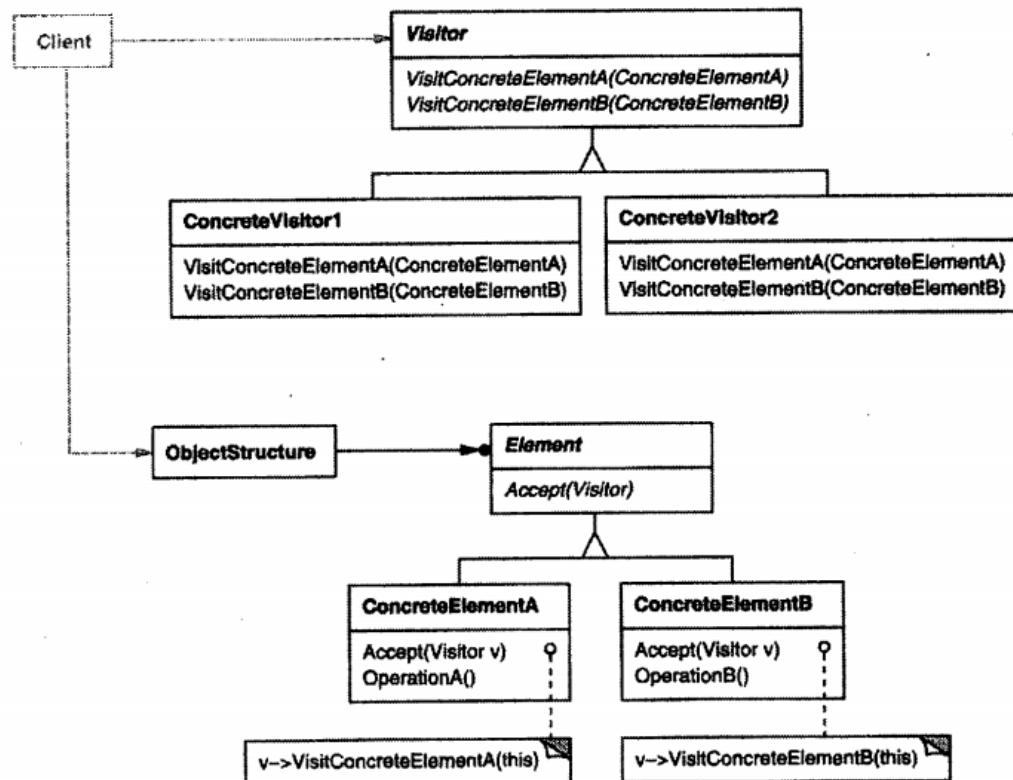 Client
Visitor
VisitConcreteElementA(ConcreteElementA)
VisitConcreteElementB(ConcreteElementB)
ConcreteVisitor1
VisitConcreteElementA(ConcreteElementA)
VisitConcreteElementB(ConcreteElementB)
ConcreteVisitor2
VisitConcreteElementA(ConcreteElementA)
VisitConcreteElementB(ConcreteElementB)
ObjectStructure
Element
Accept(Visitor)
ConcreteElementA
Accept(Visitor v)
OperationA()
ConcreteElementB
Accept(Visitor v)
OperationB()
v->VisitConcreteElementA(this)
v->VisitConcreteElementB(this)